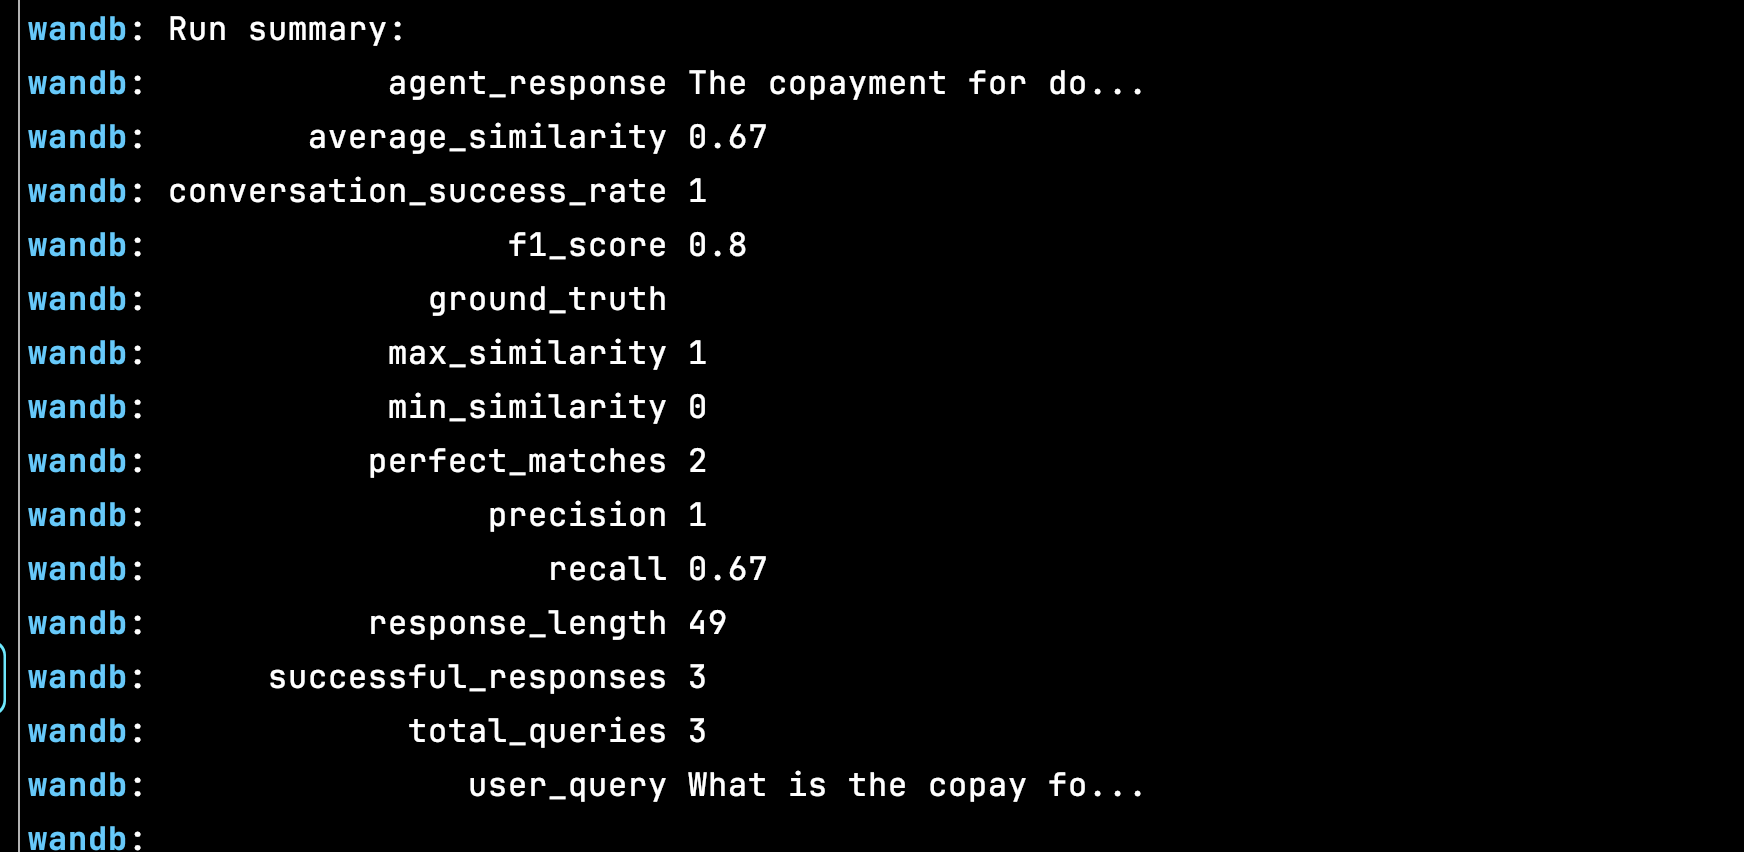 wandb: Run summary:
wandb: agent_response The copayment for do...
wandb: average_similarity 0.67
wandb: conversation_success_rate 1
wandb: f1_score 0.8
wandb: ground_truth
wandb: max_similarity 1
wandb: min_similarity 0
wandb: perfect_matches 2
wandb: precision 1
wandb: recall 0.67
wandb: response_length 49
wandb: successful_responses 3
wandb: total_queries 3
wandb: user_query What is the copay fo...
wandb: